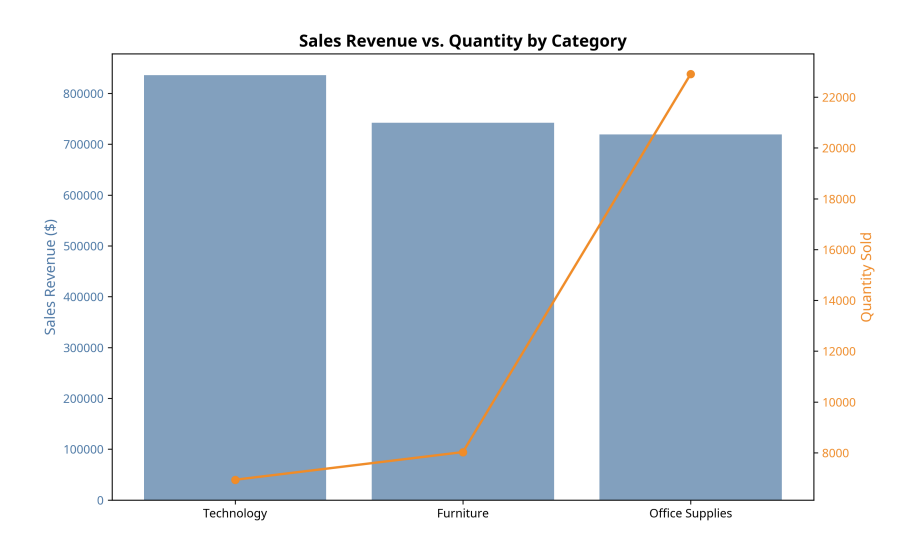 Sales Revenue vs. Quantity by Category
Sales Revenue ($)
800000
700000
600000
500000
400000
300000
200000
100000
0
Technology
Furniture
Office Supplies
22000
20000
18000
16000
14000
12000
10000
8000
Quantity Sold